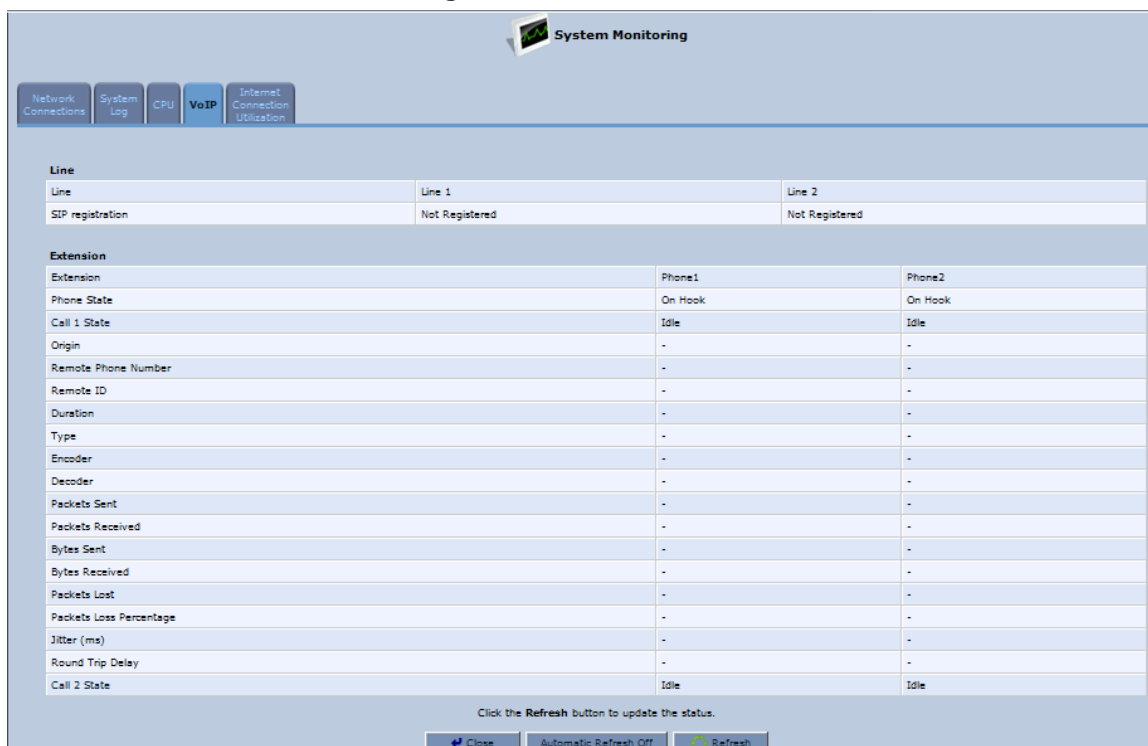 System Monitoring
Network Connections
System Log
CPU
VoIP
Internet Connection Utilization
Line
Line Line 1 Line 2
SIP registration Not Registered Not Registered
Extension
Extension Phone1 Phone2
Phone State On Hook On Hook
Call 1 State Idle Idle
Origin - -
Remote Phone Number - -
Remote ID - -
Duration - -
Type - -
Encoder - -
Decoder - -
Packets Sent - -
Packets Received - -
Bytes Sent - -
Bytes Received - -
Packets Lost - -
Packets Loss Percentage - -
Jitter (ms) - -
Round Trip Delay - -
Call 2 State Idle Idle
Click the Refresh button to update the status.
Close Automatic Refresh Off Refresh